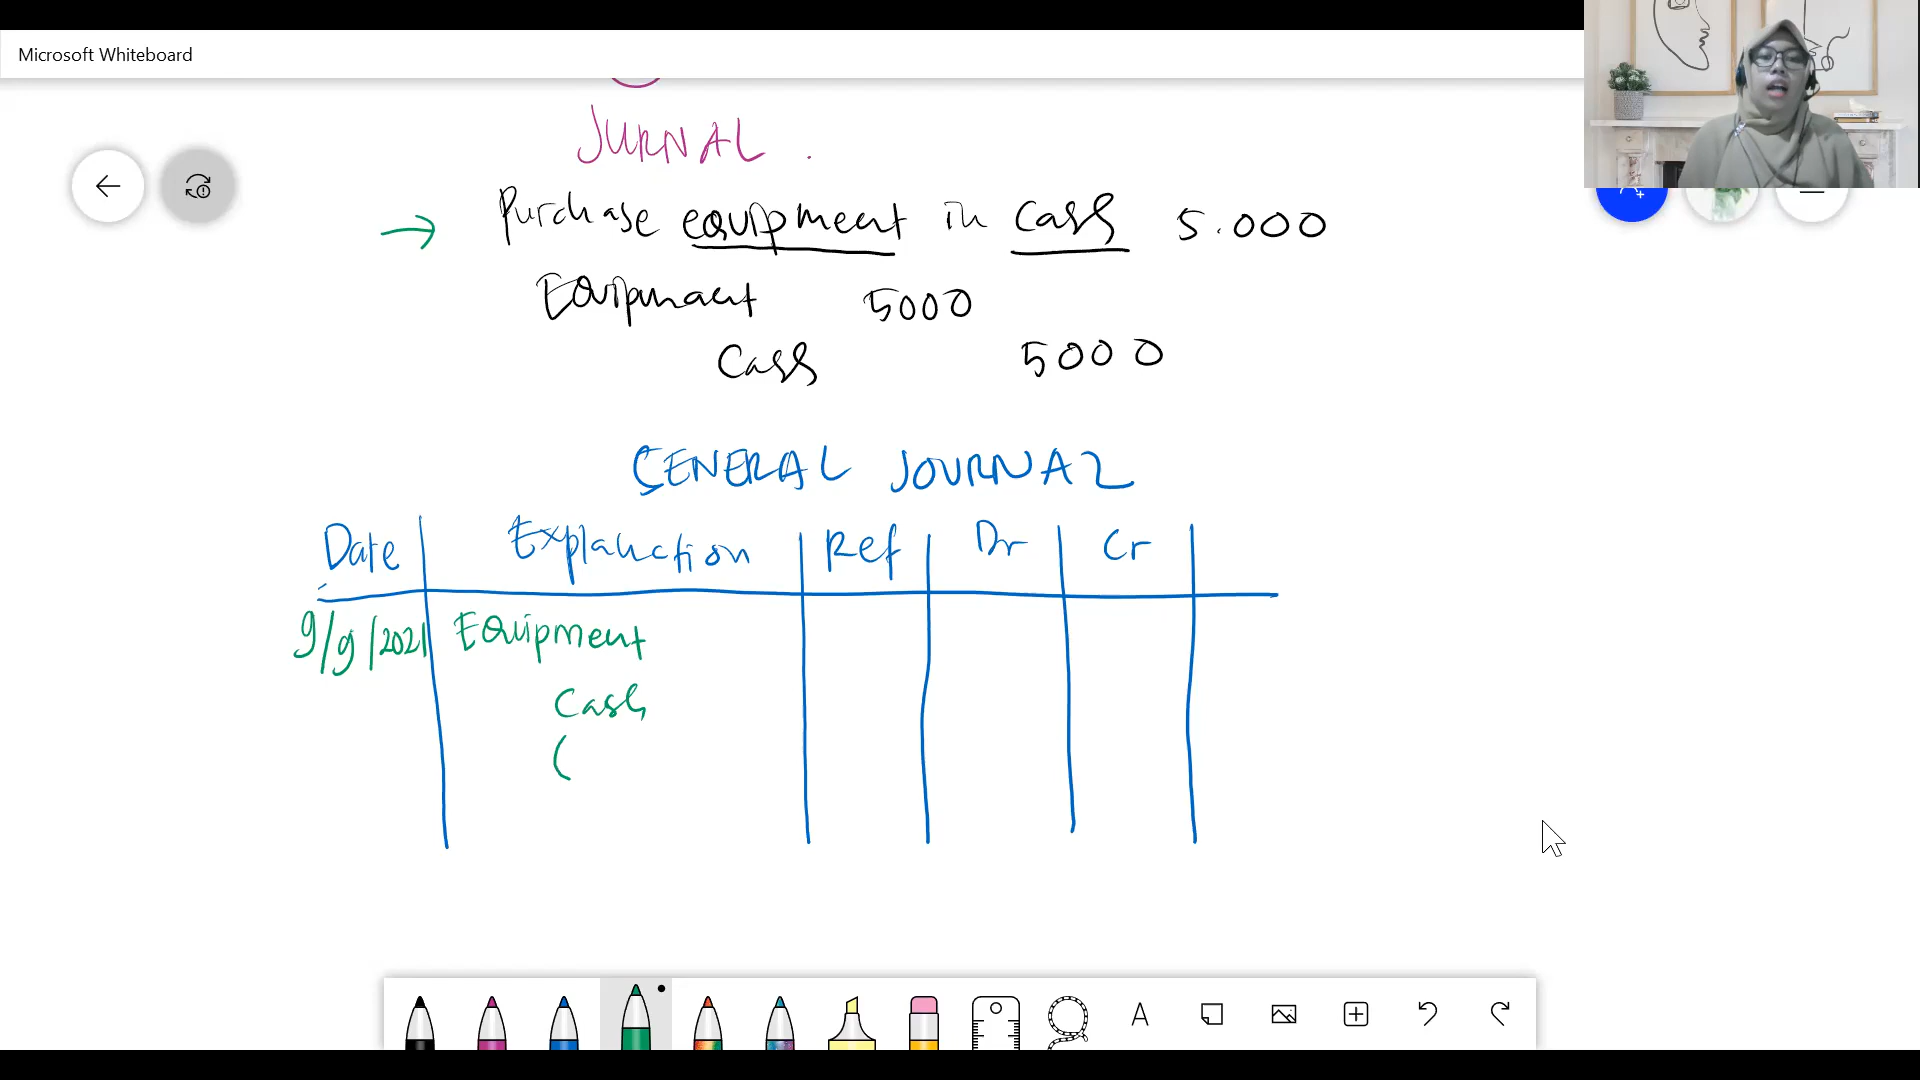 Microsoft Whiteboard
JURNAL .
Purchase equipment in cash 5.000
Equipment 5000
Cash 5000
GENERAL JOURNAL
Date Explanation Ref Dr Cr
9/9/2021 Equipment
Cash
(
A